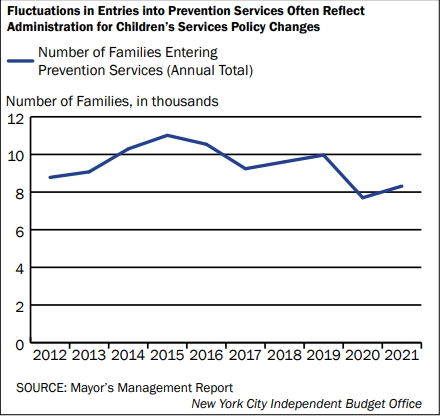 Fluctuations in Entries into Prevention Services Often Reflect
Administration for Children's Services Policy Changes
Number of Families Entering
Prevention Services (Annual Total)
Number of Families, in thousands
12
10
8
6
4
2
0
2012 2013 2014 2015 2016 2017 2018 2019 2020 2021
SOURCE: Mayor's Management Report
New York City Independent Budget Office